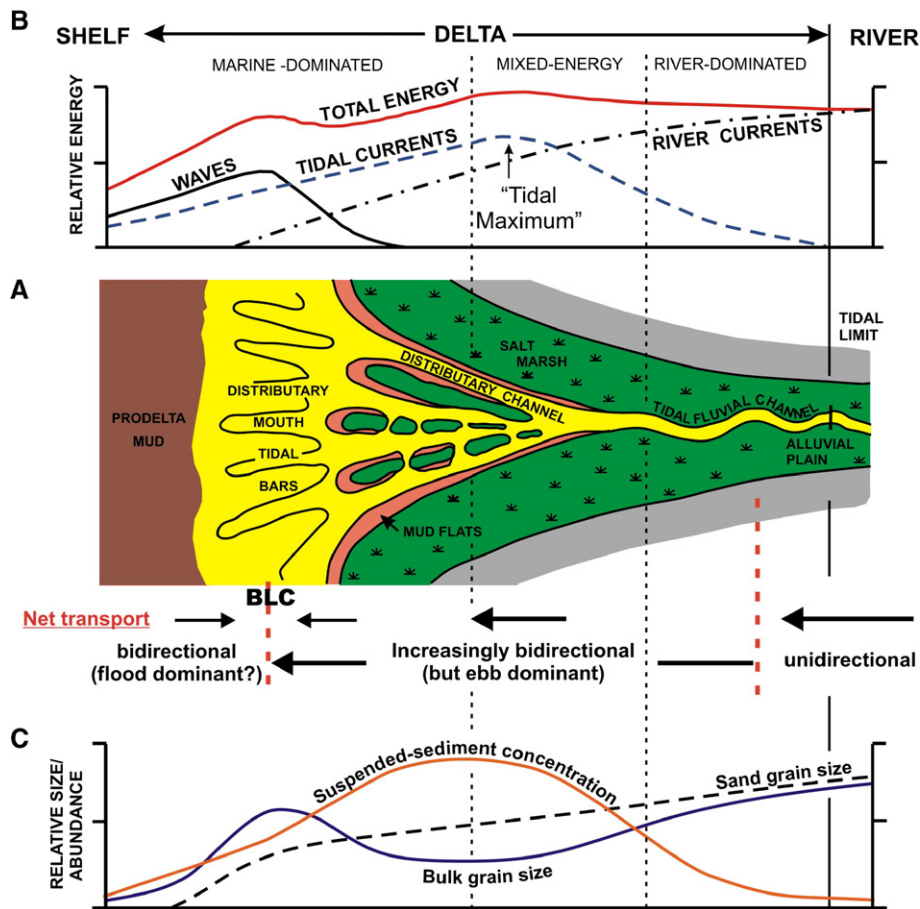 B
SHELF
DELTA
RIVER
MARINE -DOMINATED
MIXED-ENERGY
RIVER-DOMINATED
RELATIVE ENERGY
TOTAL ENERGY
WAVES
TIDAL CURRENTS
RIVER CURRENTS
“Tidal
Maximum”
A
TIDAL
LIMIT
PRODELTA
MUD
DISTRIBUTARY
MOUTH
TIDAL
BARS
DISTRIBUTARY CHANNEL
SALT
MARSH
TIDAL FLUVIAL CHANNEL
ALLUVIAL
PLAIN
MUD FLATS
BLC
Net transport
bidirectional
(flood dominant?)
Increasingly bidirectional
(but ebb dominant)
unidirectional
C
RELATIVE SIZE/
ABUNDANCE
Suspended-sediment concentration
Sand grain size
Bulk grain size